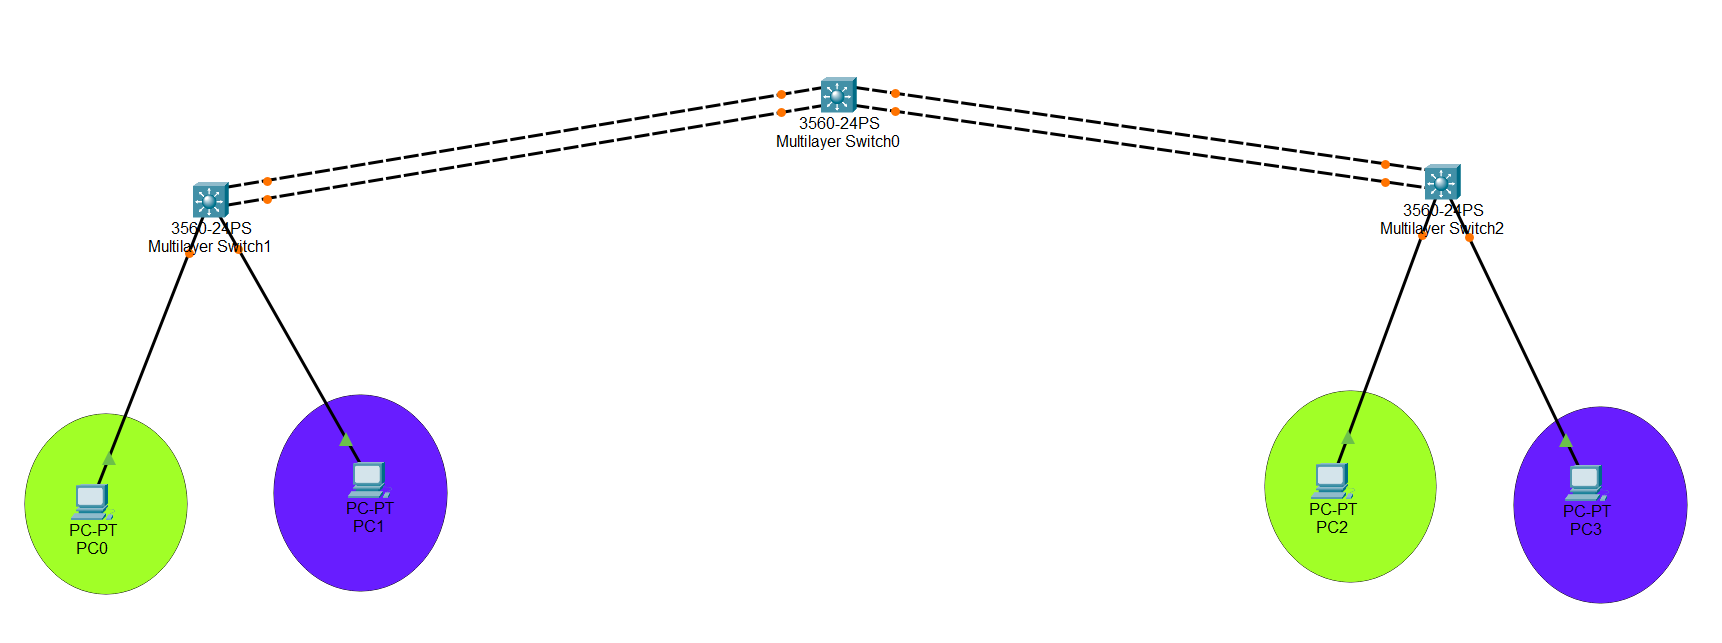 3560-24PS
Multilayer Switch0
3560-24PS
Multilayer Switch1
3560-24PS
Multilayer Switch2
PC-PT
PC0
PC-PT
PC1
PC-PT
PC2
PC-PT
PC3